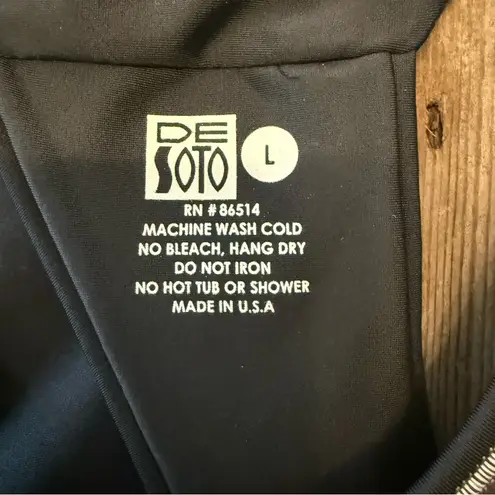 DE
SOTO
L
RN # 86514
MACHINE WASH COLD
NO BLEACH, HANG DRY
DO NOT IRON
NO HOT TUB OR SHOWER
MADE IN U.S.A